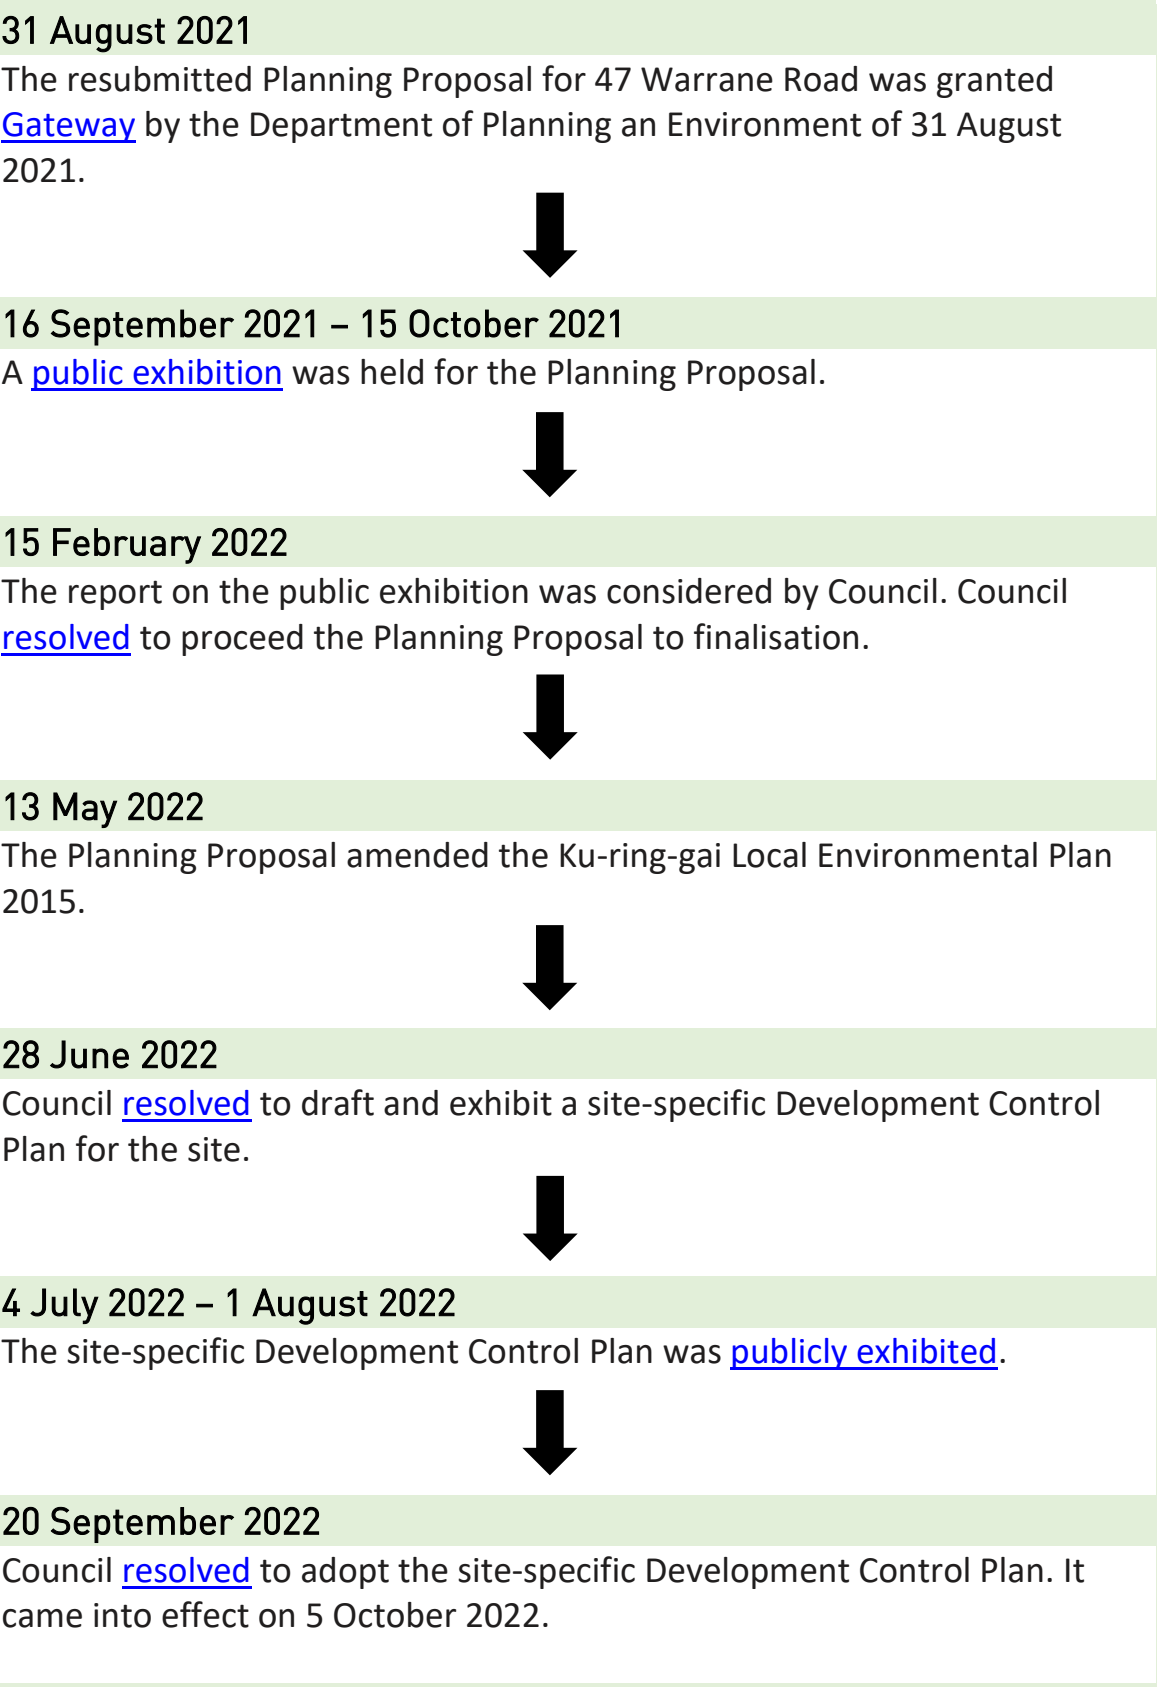 31 August 2021
The resubmitted Planning Proposal for 47 Warrane Road was granted
Gateway by the Department of Planning an Environment of 31 August
2021.
16 September 2021 – 15 October 2021
A public exhibition was held for the Planning Proposal.
15 February 2022
The report on the public exhibition was considered by Council. Council
resolved to proceed the Planning Proposal to finalisation.
13 May 2022
The Planning Proposal amended the Ku-ring-gai Local Environmental Plan
2015.
28 June 2022
Council resolved to draft and exhibit a site-specific Development Control
Plan for the site.
4 July 2022 – 1 August 2022
The site-specific Development Control Plan was publicly exhibited.
20 September 2022
Council resolved to adopt the site-specific Development Control Plan. It
came into effect on 5 October 2022.